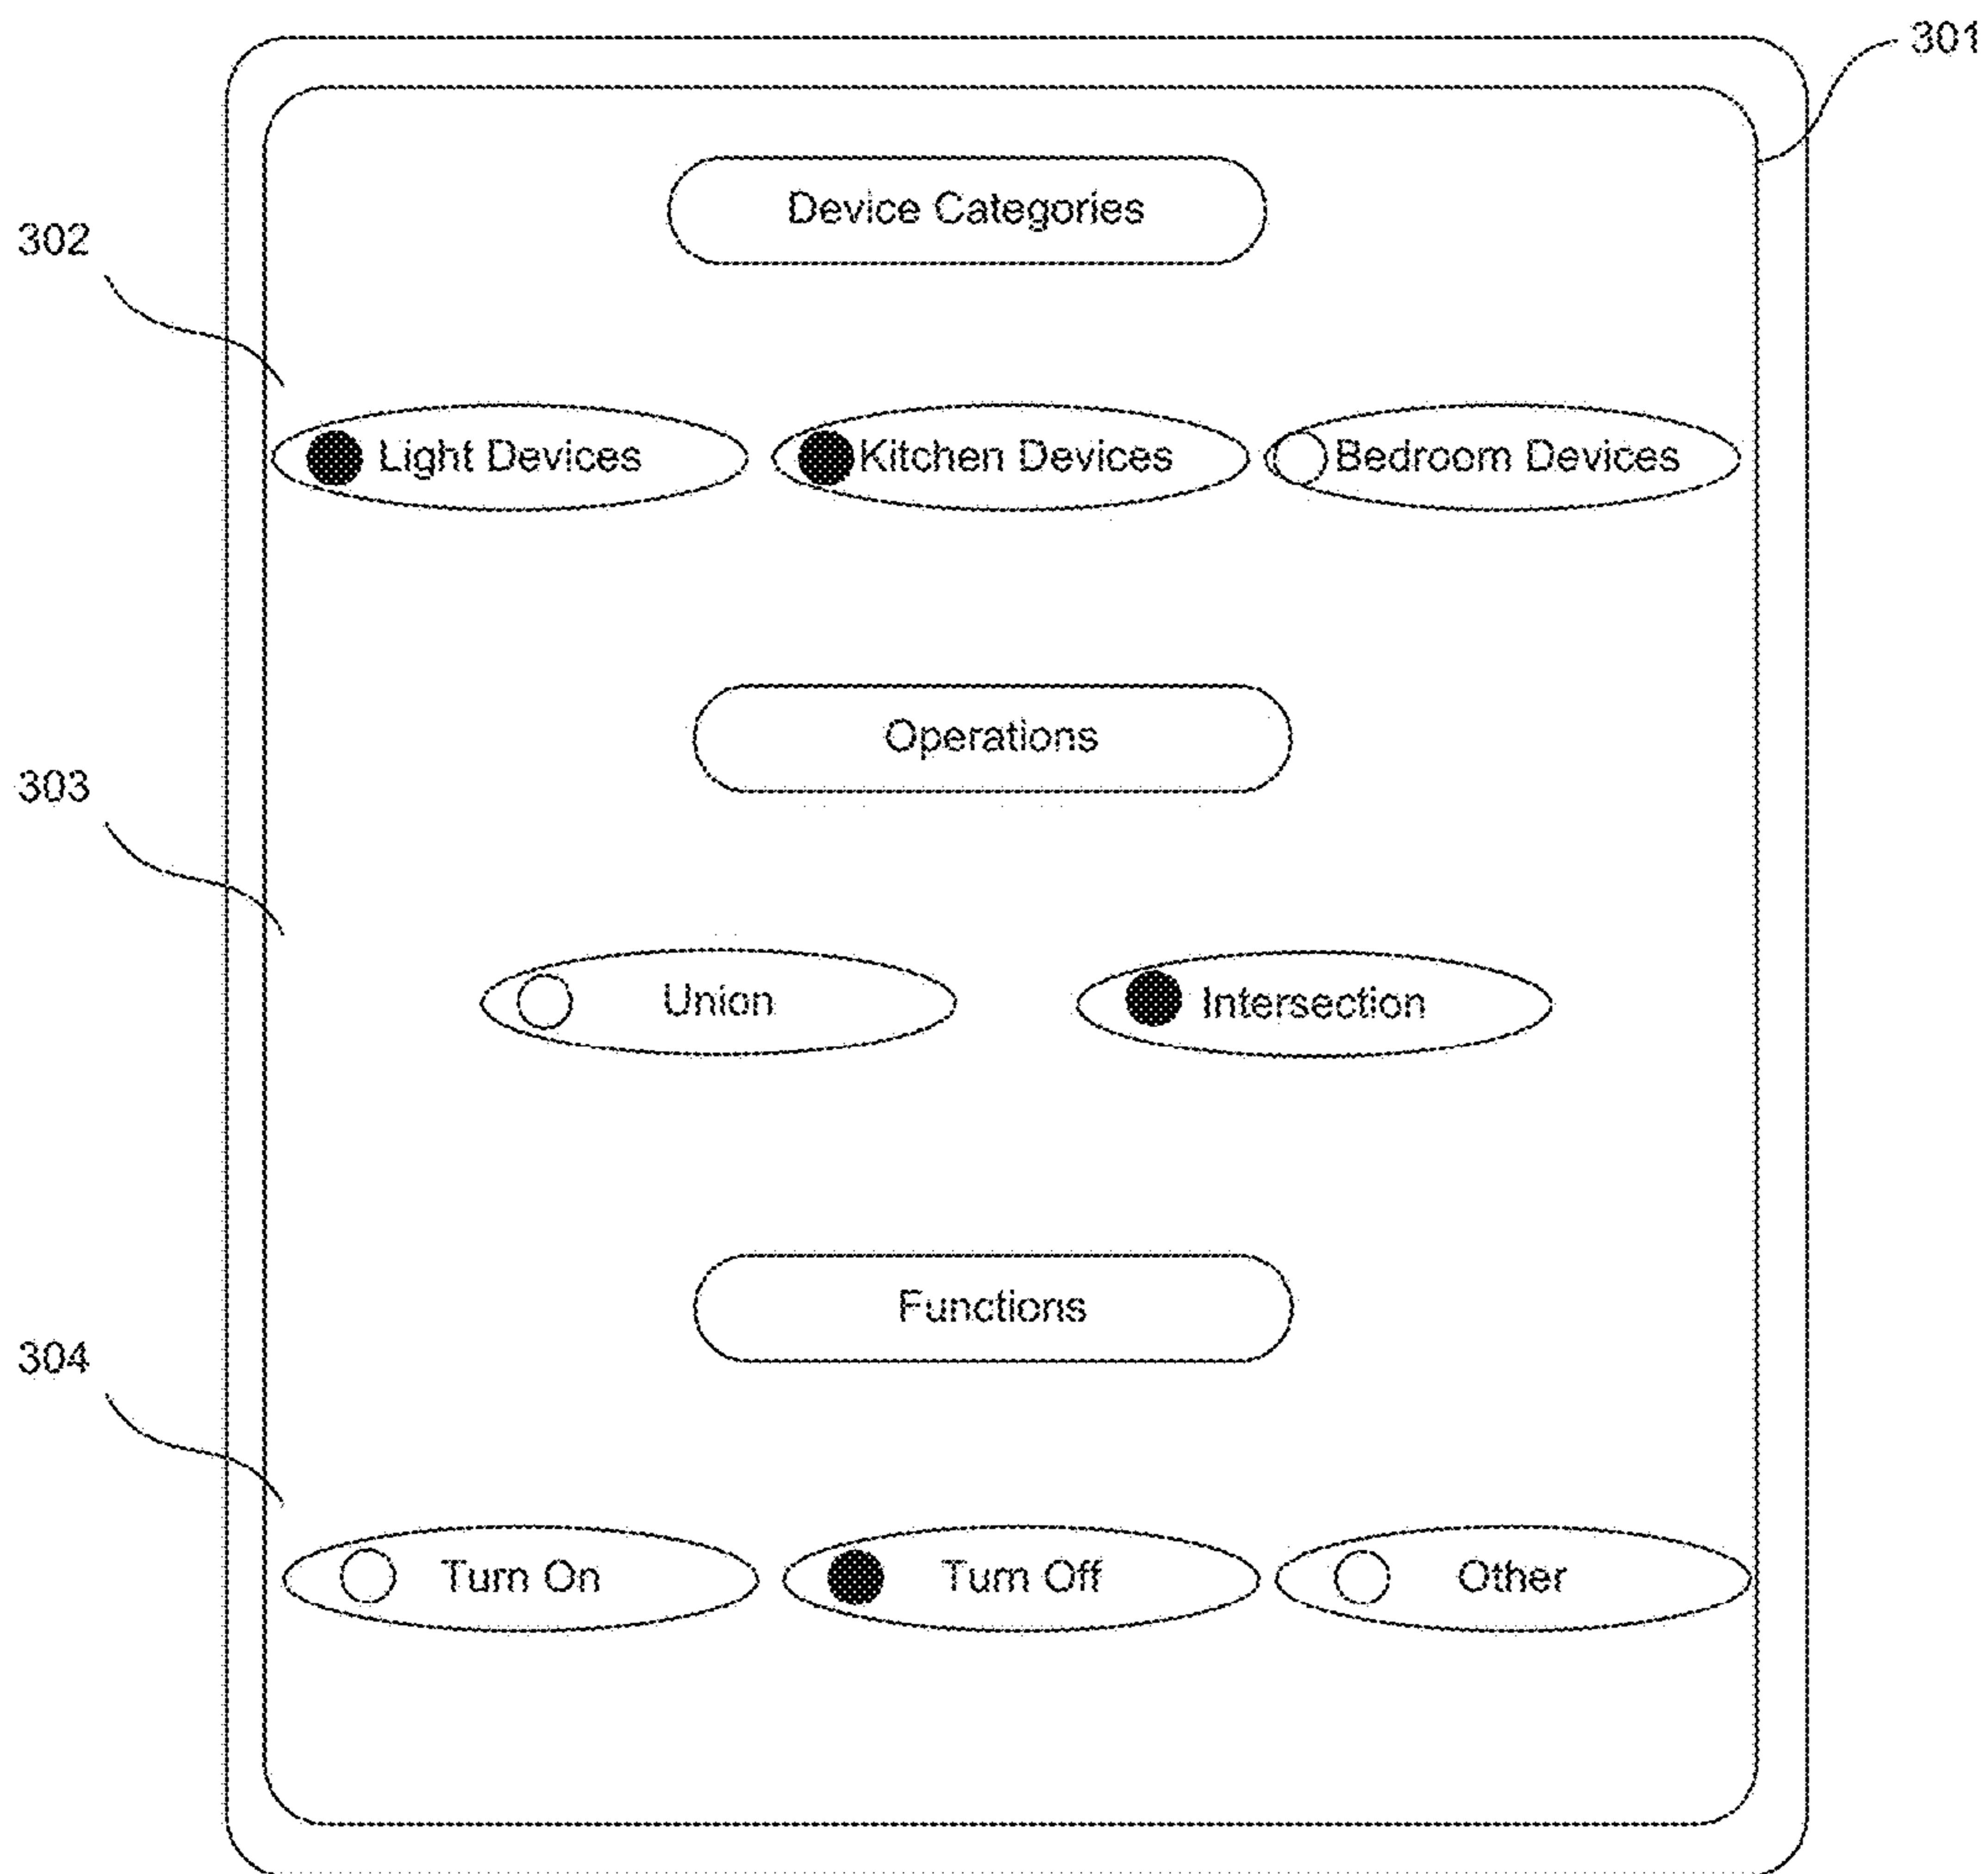 301
Device Categories
302
Light Devices Kitchen Devices Bedroom Devices
Operations
303
Union Intersection
Functions
304
Turn On Turn Off Other